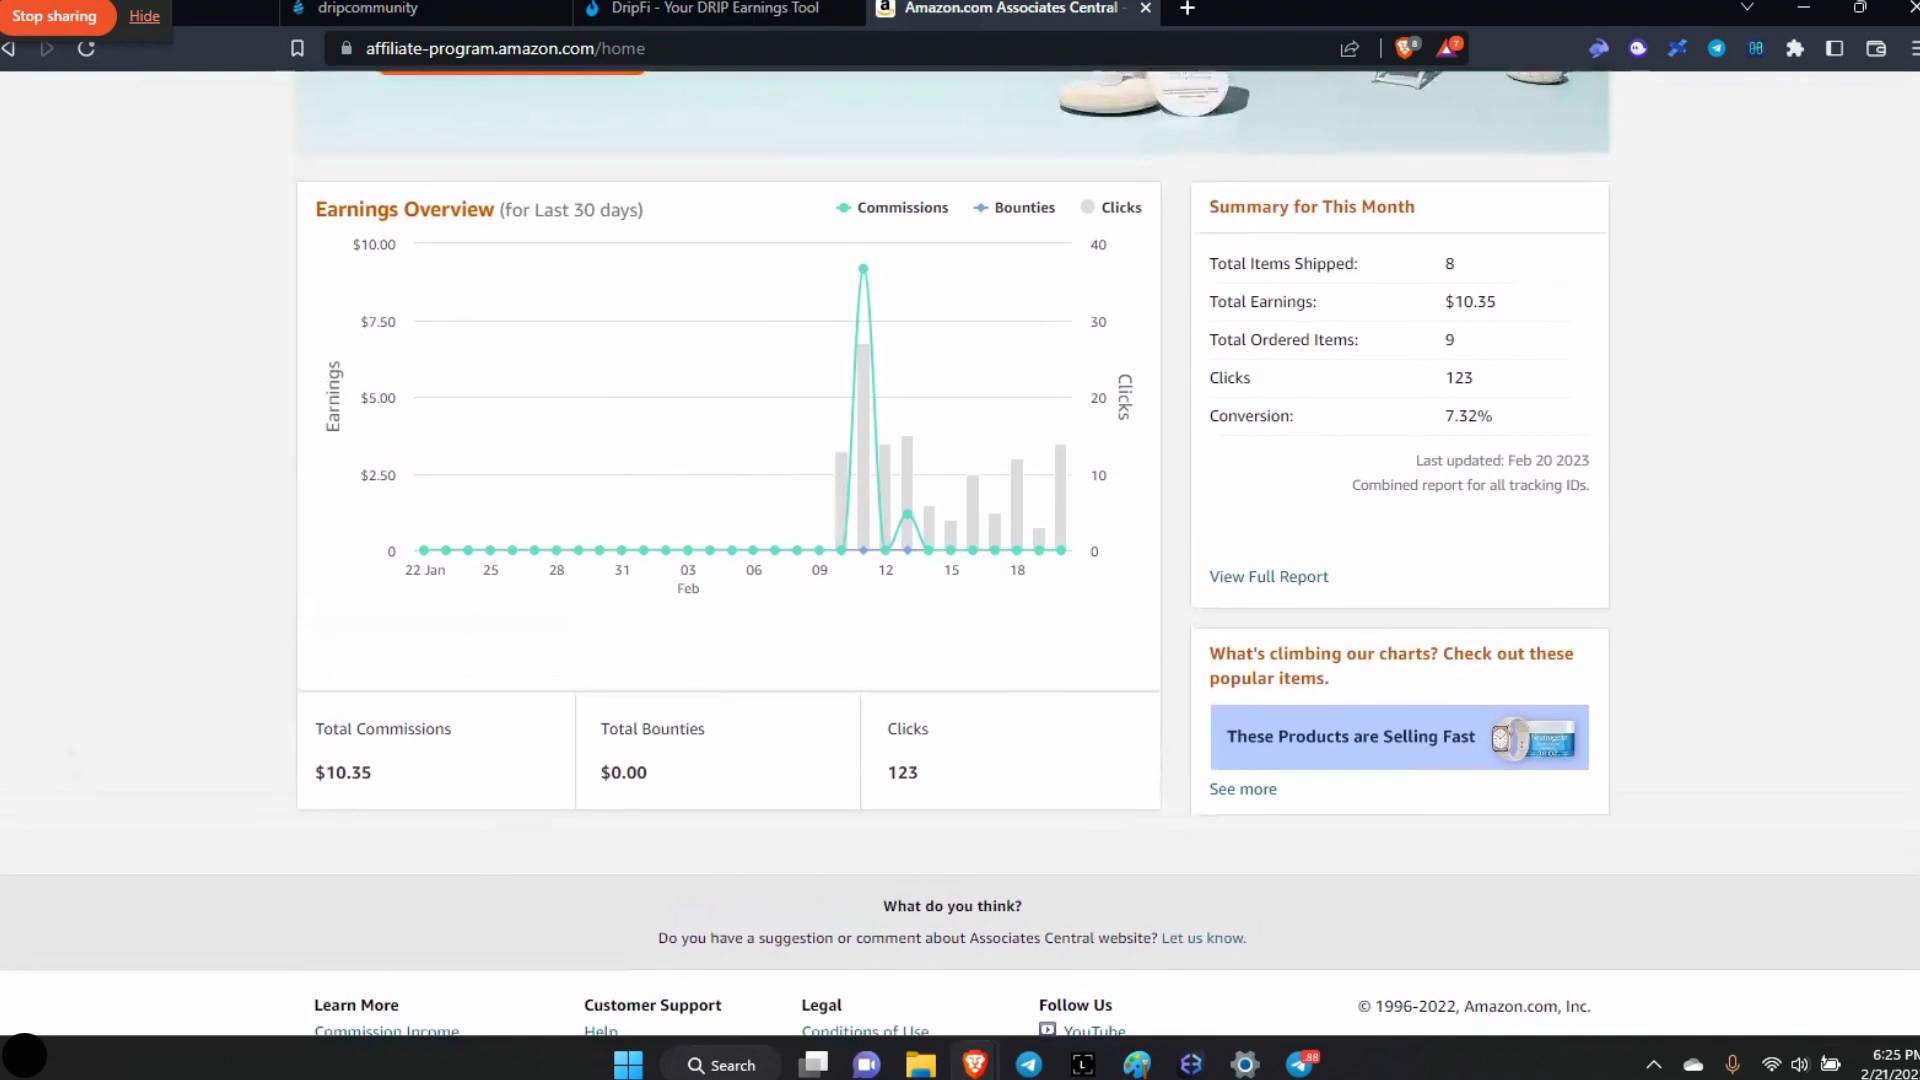 Stop sharing
Hide
dripcommunity
DripFi - Your DRIP Earnings Tool
Amazon.com Associates Central -
affiliate-program.amazon.com/home
8
7
Earnings Overview (for Last 30 days)
Commissions
Bounties
Clicks
$10.00
$7.50
$5.00
$2.50
0
Earnings
40
30
20
10
0
Clicks
22 Jan
25
28
31
03
Feb
06
09
12
15
18
Total Commissions
$10.35
Total Bounties
$0.00
Clicks
123
Summary for This Month
Total Items Shipped: 8
Total Earnings: $10.35
Total Ordered Items: 9
Clicks 123
Conversion: 7.32%
Last updated: Feb 20 2023
Combined report for all tracking IDs.
View Full Report
What's climbing our charts? Check out these
popular items.
These Products are Selling Fast
See more
What do you think?
Do you have a suggestion or comment about Associates Central website? Let us know.
Learn More
Commission Income
Customer Support
Help
Legal
Conditions of Use
Follow Us
YouTube
© 1996-2022, Amazon.com, Inc.
Search
88
6:25 PM
2/21/202